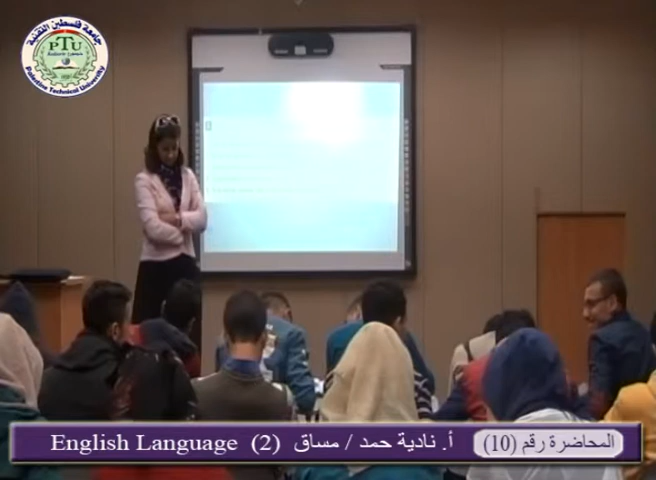 جامعة فلسطين التقنية
PTU
Palestine Technical University
المحاضرة رقم (10)
أ. نادية حمد / مساق English Language (2)